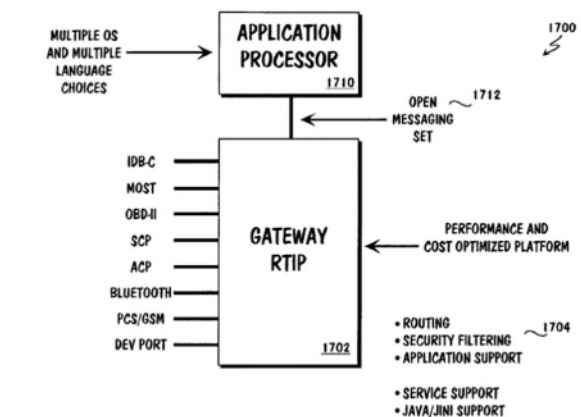 MULTIPLE OS
AND MULTIPLE
LANGUAGE
CHOICES
APPLICATION
PROCESSOR
1710
1700
OPEN
MESSAGING
SET
1712
IDB-C
MOST
OBD-II
SCP
ACP
BLUETOOTH
PCS/GSM
DEV PORT
GATEWAY
RTIP
1702
PERFORMANCE AND
COST OPTIMIZED PLATFORM
• ROUTING
• SECURITY FILTERING
• APPLICATION SUPPORT
1704
• SERVICE SUPPORT
• JAVA/JINI SUPPORT